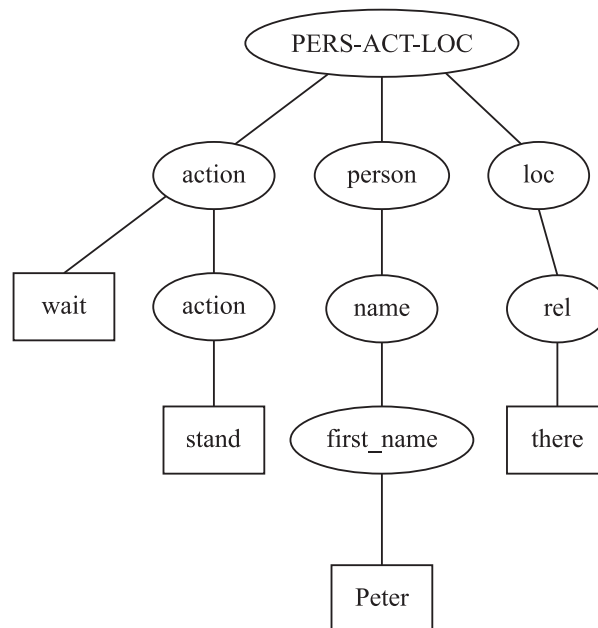 PERS-ACT-LOC
action person loc
wait action name rel
stand first_name there
Peter